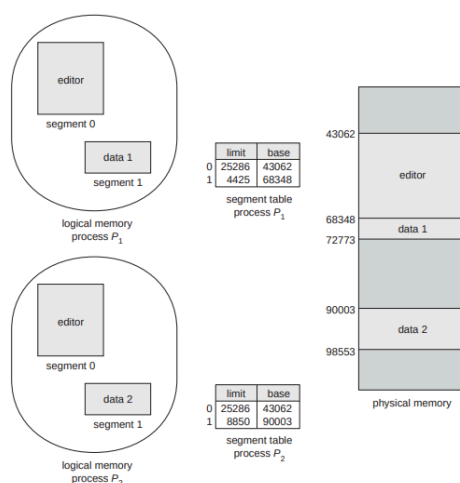 editor
segment 0
data 1
segment 1
logical memory
process P1
limit base
0 25286 43062
1 4425 68348
segment table
process P1
editor
segment 0
data 2
segment 1
logical memory
limit base
0 25286 43062
1 8850 90003
segment table
process P2
43062
editor
68348
data 1
72773
90003
data 2
98553
physical memory